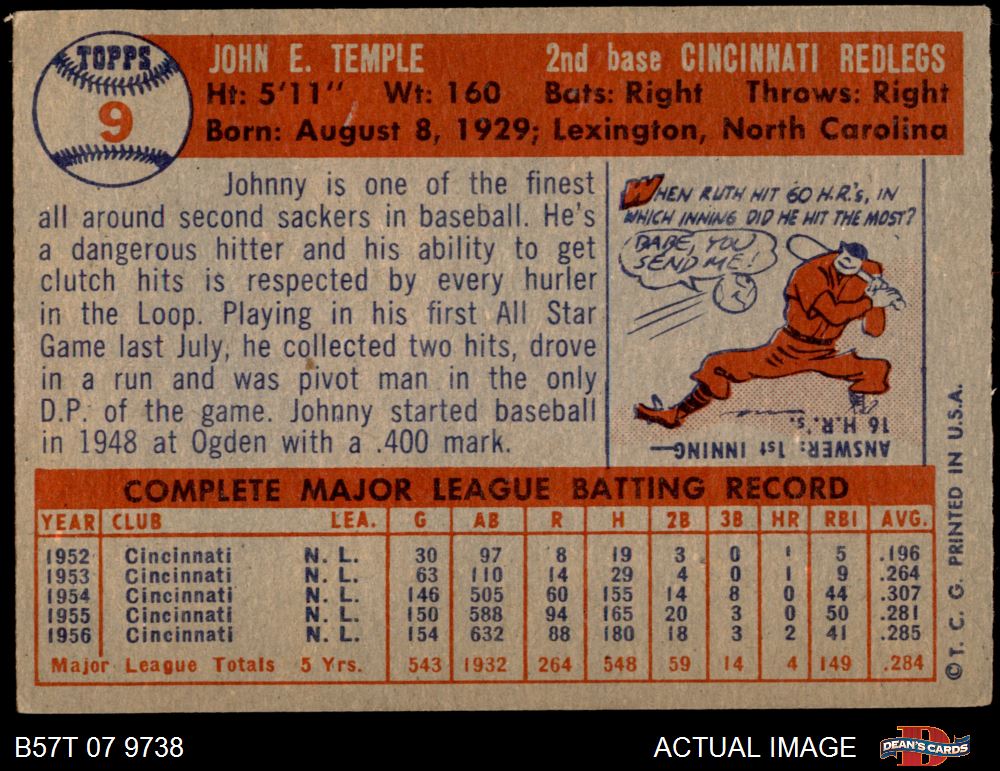 TOPPS
9
JOHN E. TEMPLE 2nd base CINCINNATI REDLEGS
Ht: 5'11" Wt: 160 Bats: Right Throws: Right
Born: August 8, 1929; Lexington, North Carolina
Johnny is one of the finest
all around second sackers in baseball. He's
a dangerous hitter and his ability to get
clutch hits is respected by every hurler
in the Loop. Playing in his first All Star
Game last July, he collected two hits, drove
in a run and was pivot man in the only
D.P. of the game. Johnny started baseball
in 1948 at Ogden with a .400 mark.
WHEN RUTH HIT 60 H.R.'s, IN
WHICH INNING DID HE HIT THE MOST?
BABE, YOU
SEND ME!
ANSWER: 1st INNING—
16 H.R.'s.
COMPLETE MAJOR LEAGUE BATTING RECORD
YEAR CLUB LEA. G AB R H 2B 3B HR RBI AVG.
1952 Cincinnati N. L. 30 97 8 19 3 0 1 5 .196
1953 Cincinnati N. L. 63 110 14 29 4 0 1 9 .264
1954 Cincinnati N. L. 146 505 60 155 14 8 0 44 .307
1955 Cincinnati N. L. 150 588 94 165 20 3 0 50 .281
1956 Cincinnati N. L. 154 632 88 180 18 3 2 41 .285
Major League Totals 5 Yrs. 543 1932 264 548 59 14 4 149 .284
© T. C. G. PRINTED IN U.S.A.
B57T 07 9738
ACTUAL IMAGE
D
DEAN'S CARDS